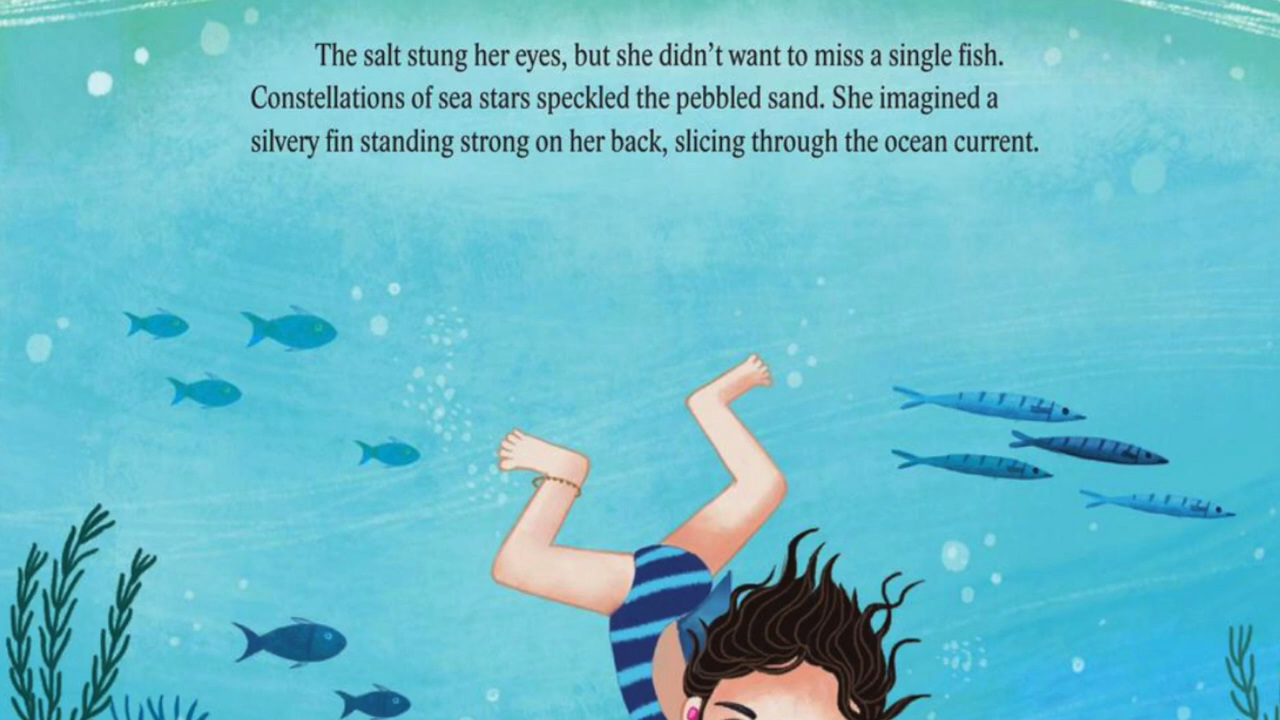 The salt stung her eyes, but she didn’t want to miss a single fish.
Constellations of sea stars speckled the pebbled sand. She imagined a
silvery fin standing strong on her back, slicing through the ocean current.